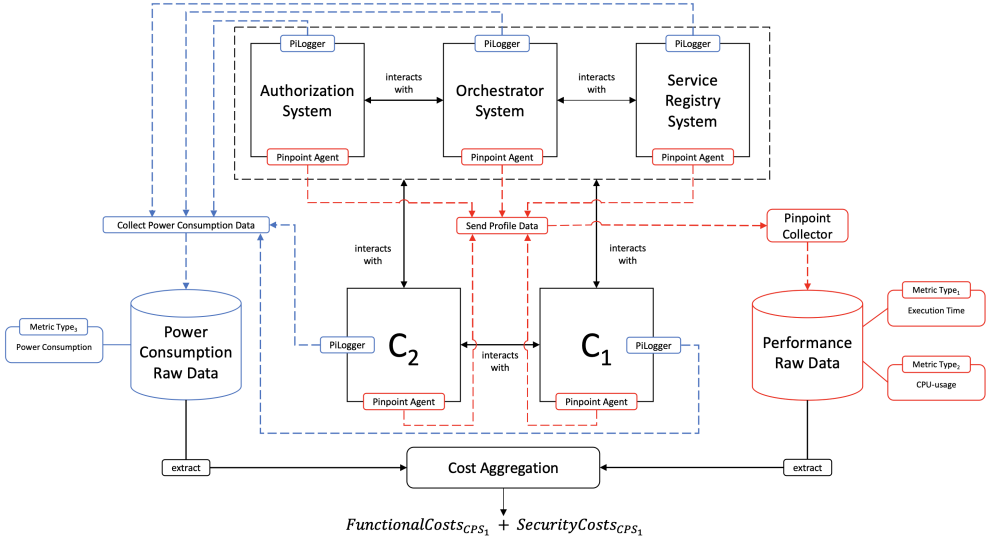 PiLogger
PiLogger
PiLogger
Authorization
System
interacts
with
Orchestrator
System
interacts
with
Service
Registry
System
Pinpoint Agent
Pinpoint Agent
Pinpoint Agent
Collect Power Consumption Data
Send Profile Data
Pinpoint
Collector
interacts
with
interacts
with
Metric Type₃
Power Consumption
Power
Consumption
Raw Data
PiLogger
C₂
interacts
with
C₁
PiLogger
Performance
Raw Data
Metric Type₁
Execution Time
Metric Type₂
CPU-usage
Pinpoint Agent
Pinpoint Agent
extract
Cost Aggregation
extract
FunctionalCosts_CPS₁ + SecurityCosts_CPS₁